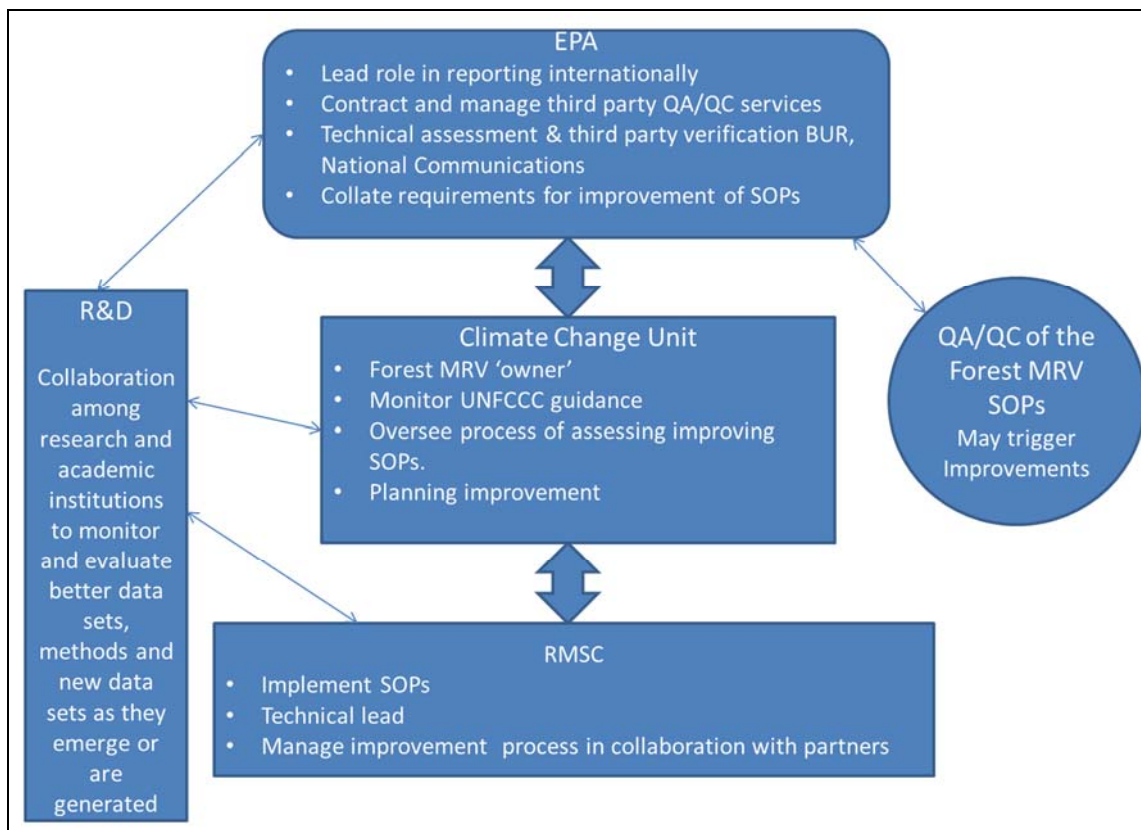 EPA
• Lead role in reporting internationally
• Contract and manage third party QA/QC services
• Technical assessment & third party verification BUR,
National Communications
• Collate requirements for improvement of SOPs
R&D
Collaboration
among
research and
academic
institutions
to monitor
and evaluate
better data
sets,
methods and
new data
sets as they
emerge or
are
generated
Climate Change Unit
• Forest MRV ‘owner’
• Monitor UNFCCC guidance
• Oversee process of assessing improving
SOPs.
• Planning improvement
QA/QC of the
Forest MRV
SOPs
May trigger
Improvements
RMSC
• Implement SOPs
• Technical lead
• Manage improvement process in collaboration with partners